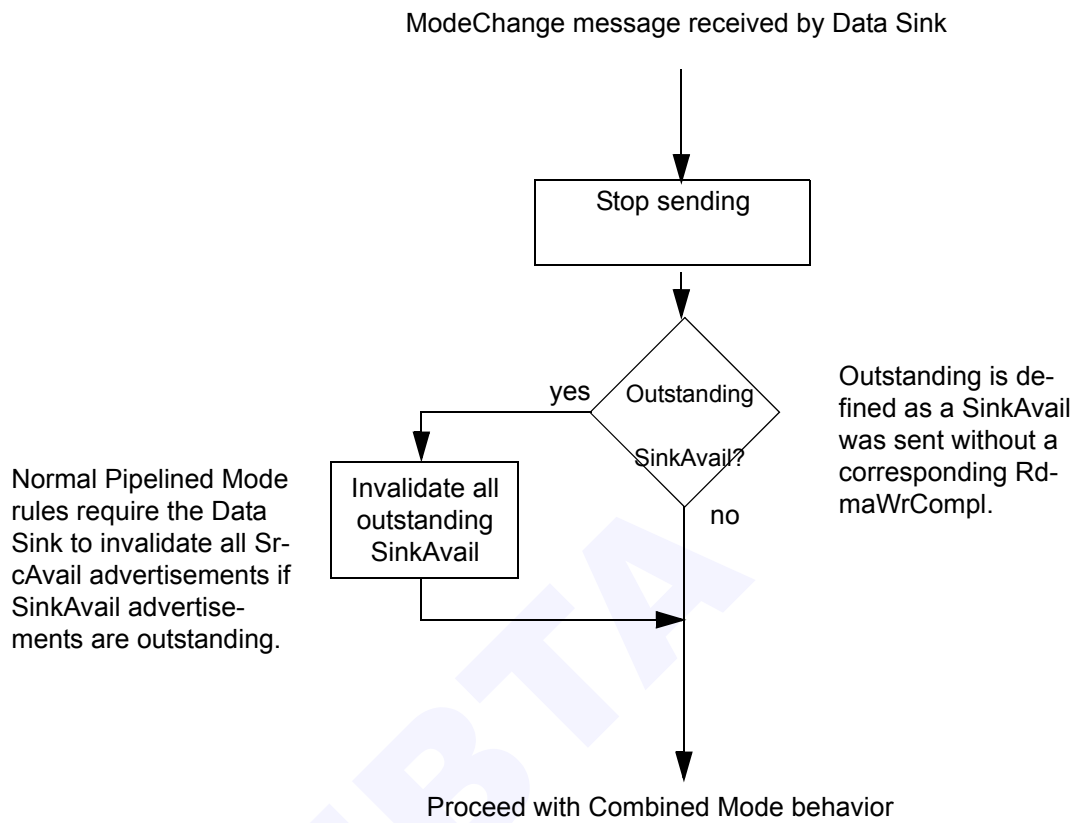 ModeChange message received by Data Sink
Stop sending
yes
Outstanding
SinkAvail?
no
Outstanding is de-
fined as a SinkAvail
was sent without a
corresponding Rd-
maWrCompl.
Normal Pipelined Mode
rules require the Data
Sink to invalidate all Sr-
cAvail advertisements if
SinkAvail advertise-
ments are outstanding.
Invalidate all
outstanding
SinkAvail
Proceed with Combined Mode behavior
IBTA